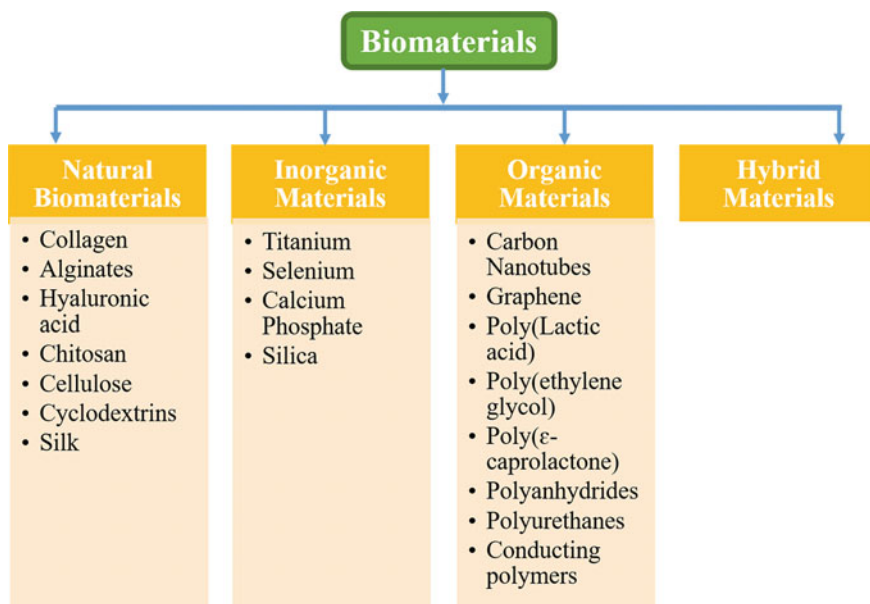 Biomaterials
Natural
Biomaterials
• Collagen
• Alginates
• Hyaluronic
acid
• Chitosan
• Cellulose
• Cyclodextrins
• Silk
Inorganic
Materials
• Titanium
• Selenium
• Calcium
Phosphate
• Silica
Organic
Materials
• Carbon
Nanotubes
• Graphene
• Poly(Lactic
acid)
• Poly(ethylene
glycol)
• Poly(ε-
caprolactone)
• Polyanhydrides
• Polyurethanes
• Conducting
polymers
Hybrid
Materials